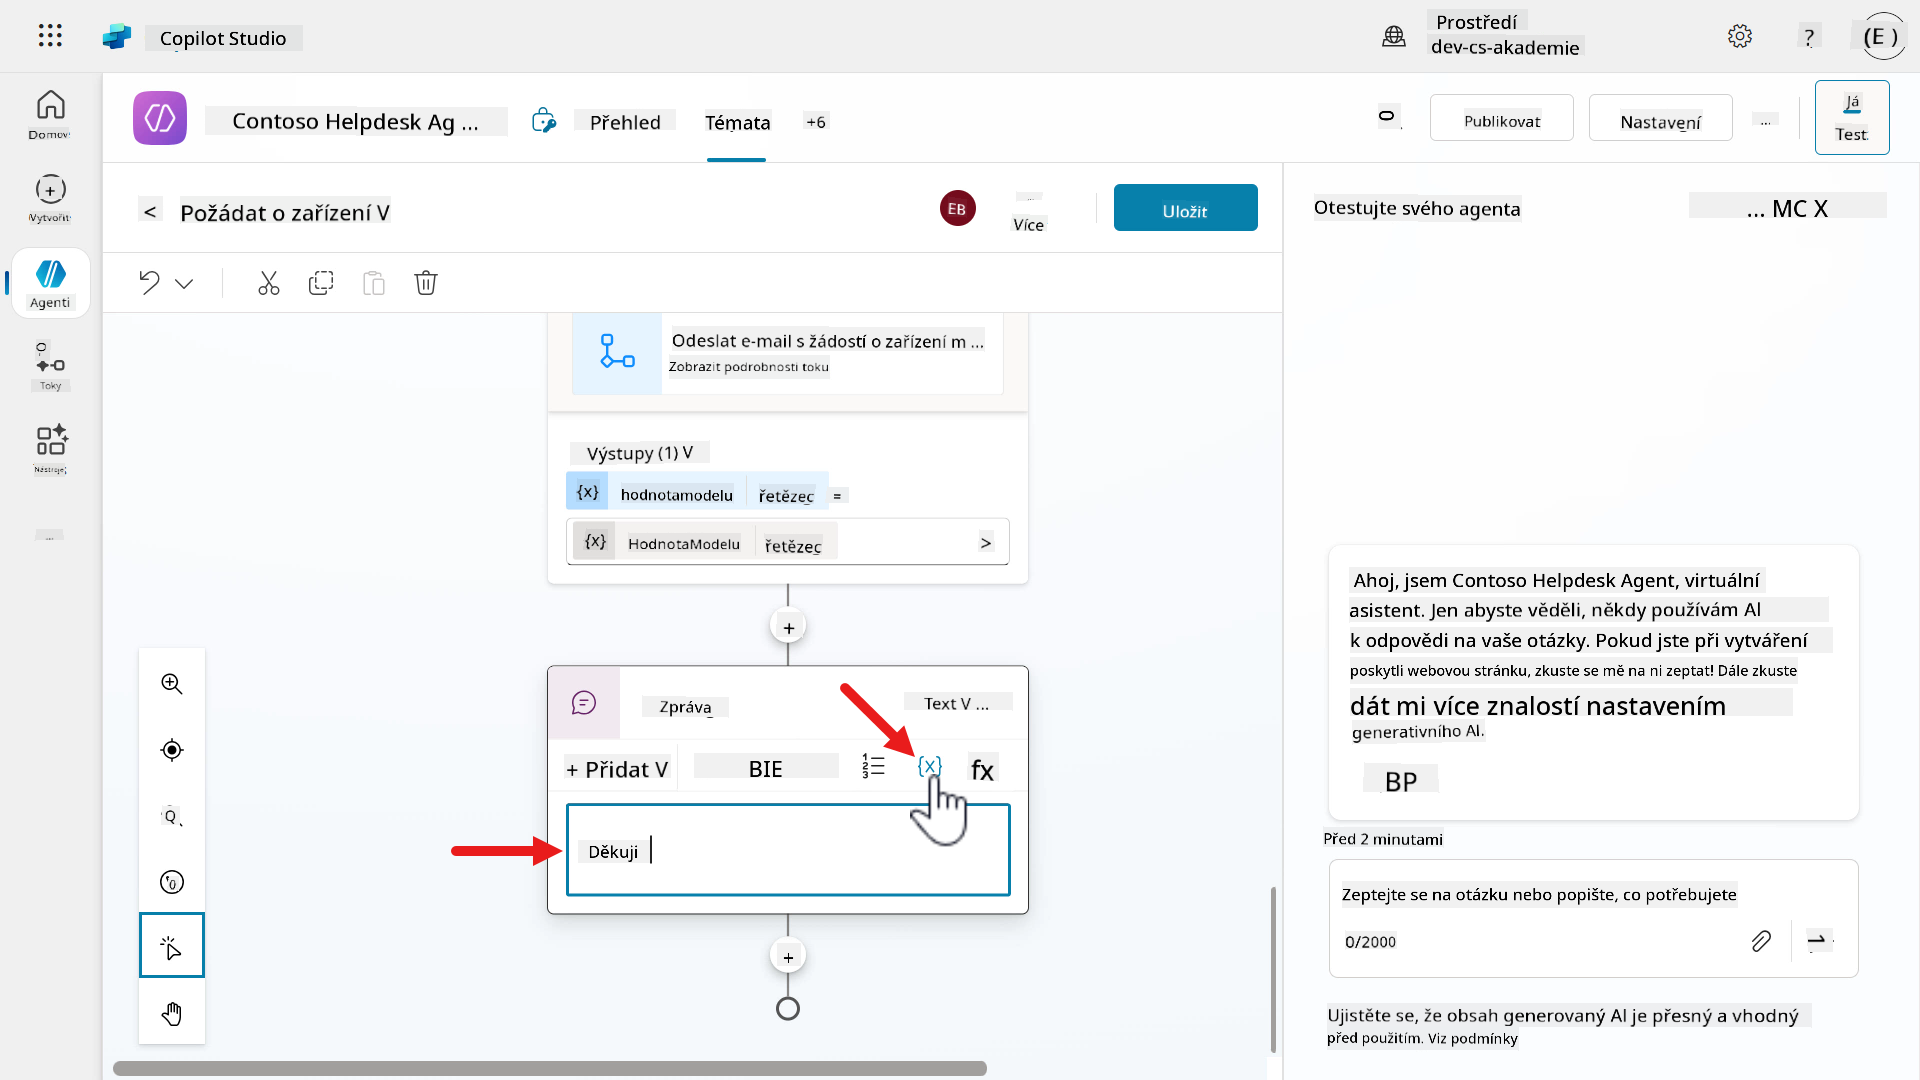 Copilot Studio
Prostředí
dev-cs-akademie
?
(E )
Domov
Vytvořit
Agenti
Toky
Nástroje
...
Contoso Helpdesk Ag ...
Přehled
Témata
+6
Publikovat
Nastavení
...
Já
Test
< Požádat o zařízení V
EB
...
Více
Uložit
Odeslat e-mail s žádostí o zařízení m ...
Zobrazit podrobnosti toku
Výstupy (1) V
{x} hodnotamodelu řetězec =
{x} HodnotaModelu řetězec >
+
Zpráva
Text V ...
+ Přidat V
BIE
{x}
fx
Děkuji
+
Otestujte svého agenta
... MC X
Ahoj, jsem Contoso Helpdesk Agent, virtuální
asistent. Jen abyste věděli, někdy používám AI
k odpovědi na vaše otázky. Pokud jste při vytváření
poskytli webovou stránku, zkuste se mě na ni zeptat! Dále zkuste
dát mi více znalostí nastavením
generativního AI.
BP
Před 2 minutami
Zeptejte se na otázku nebo popište, co potřebujete
0/2000
Ujistěte se, že obsah generovaný AI je přesný a vhodný
před použitím. Viz podmínky